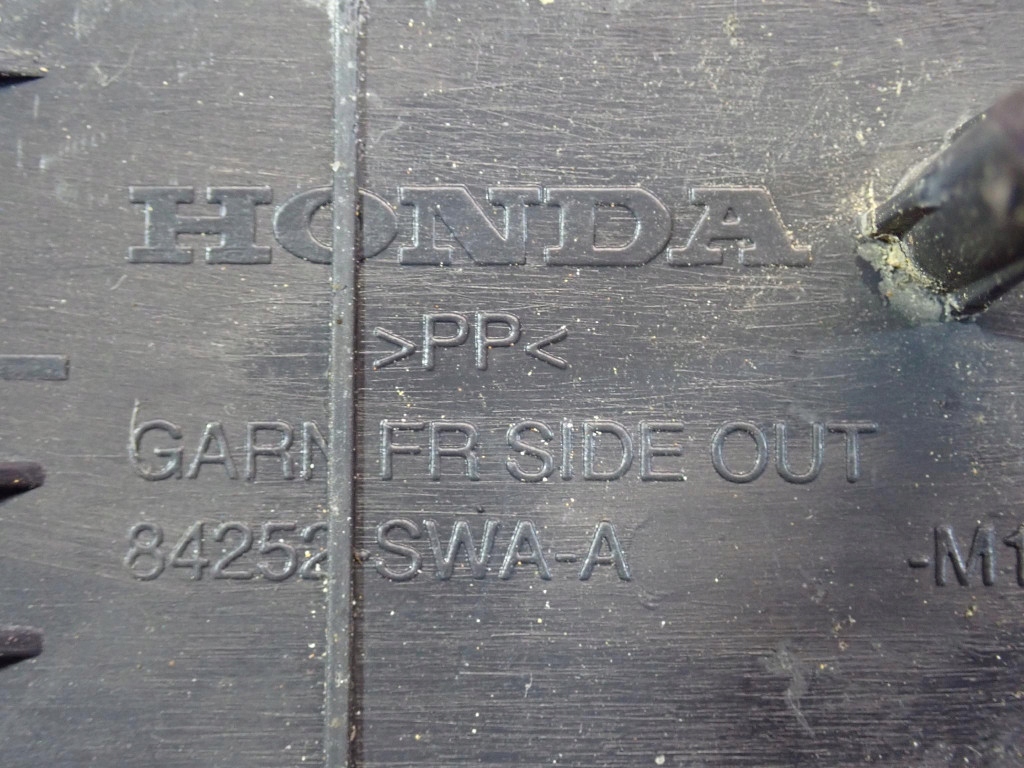 HONDA
>PP<
GARN FR SIDE OUT
84252-SWA-A -M1